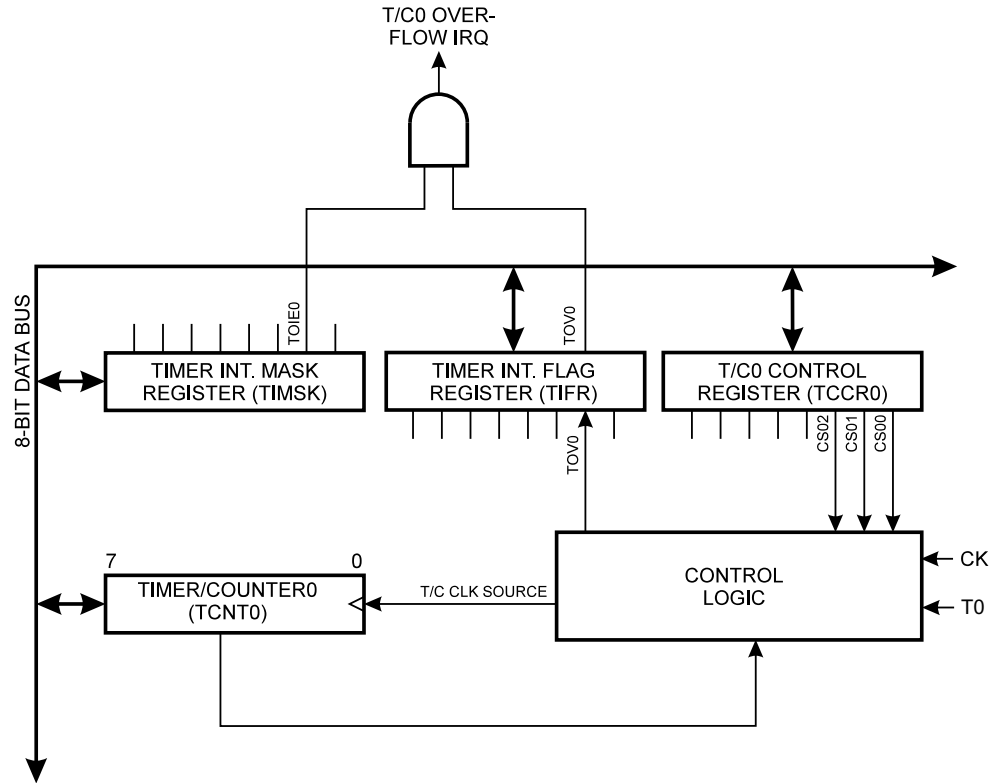 T/C0 OVER-
FLOW IRQ
8-BIT DATA BUS
TOIE0
TOV0
TIMER INT. MASK
REGISTER (TIMSK)
TIMER INT. FLAG
REGISTER (TIFR)
T/C0 CONTROL
REGISTER (TCCR0)
TOV0
CS02
CS01
CS00
7
0
TIMER/COUNTER0
(TCNT0)
T/C CLK SOURCE
CONTROL
LOGIC
CK
T0